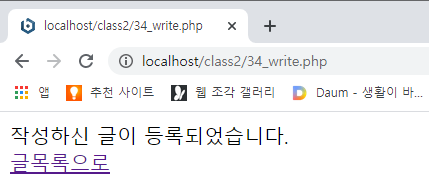 localhost/class2/34_write.php
localhost/class2/34_write.php
앱 추천 사이트 웹 조각 갤러리 Daum - 생활이 바...
작성하신 글이 등록되었습니다.
글목록으로